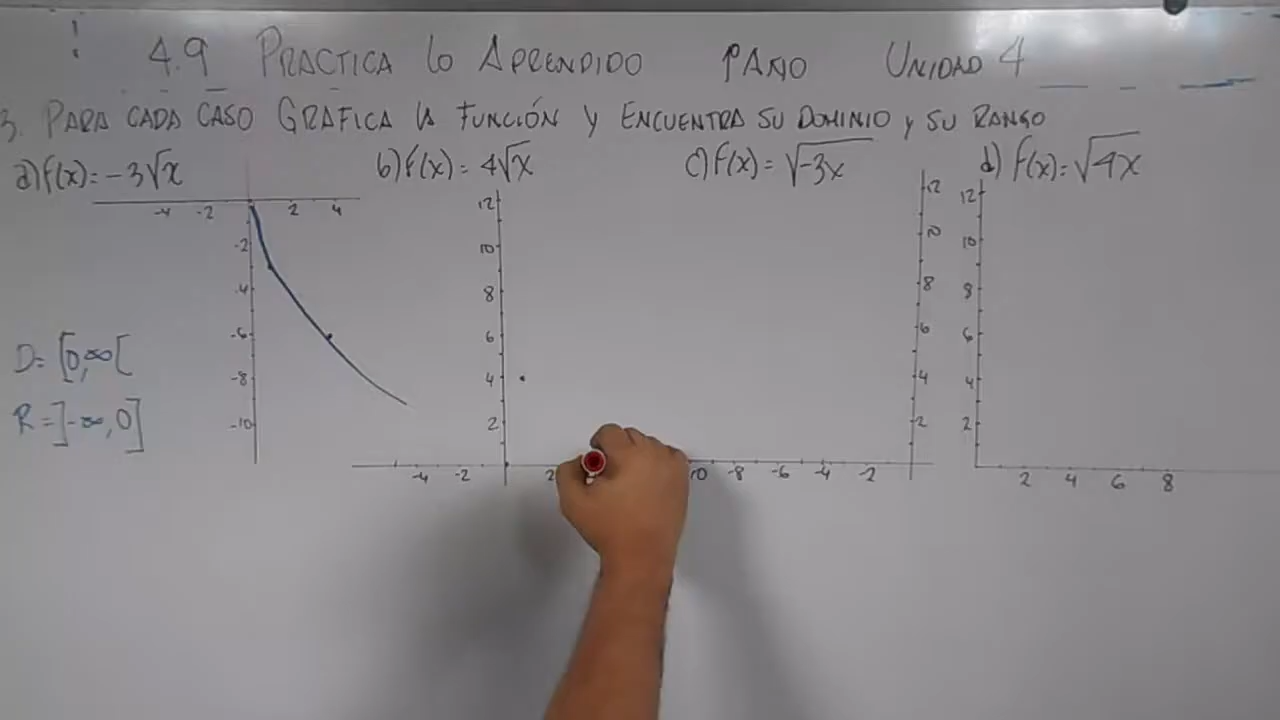 4.9 PRACTICA lo APRENDIDO 1º AÑO UNIDAD 4
3. PARA CADA CASO GRAFICA LA FUNCIÓN Y ENCUENTRA SU DOMINIO y SU RANGO
a) f(x)= -3√x b) f(x)= 4√x c) f(x)= √-3x d) f(x)= √4x
-4 -2 2 4
-2
-4
-6
-8
-10
D= [0,∞[
R =]-∞,0]
12
10
8
6
4
2
-4 -2 2
12
10
8
6
4
2
10 -8 -6 -4 -2
12
10
8
6
4
2
2 4 6 8